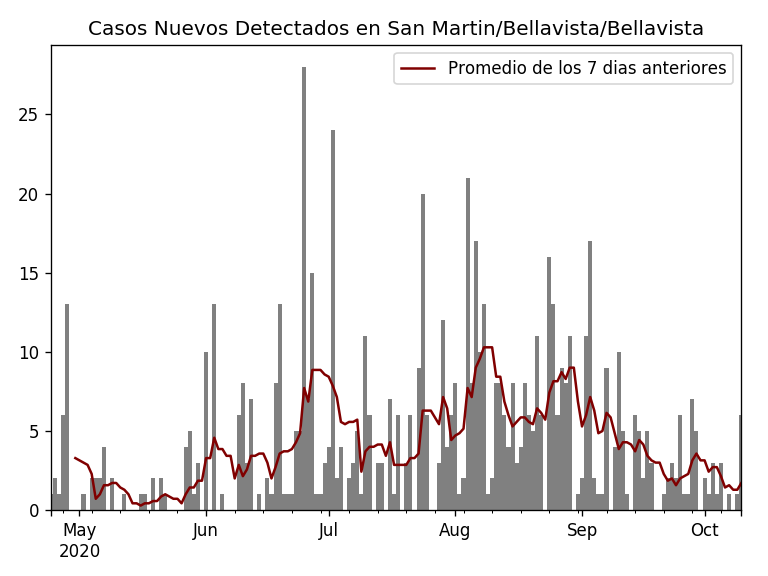 Casos Nuevos Detectados en San Martin/Bellavista/Bellavista
Promedio de los 7 dias anteriores
25
20
15
10
5
0
May Jun Jul Aug Sep Oct
2020